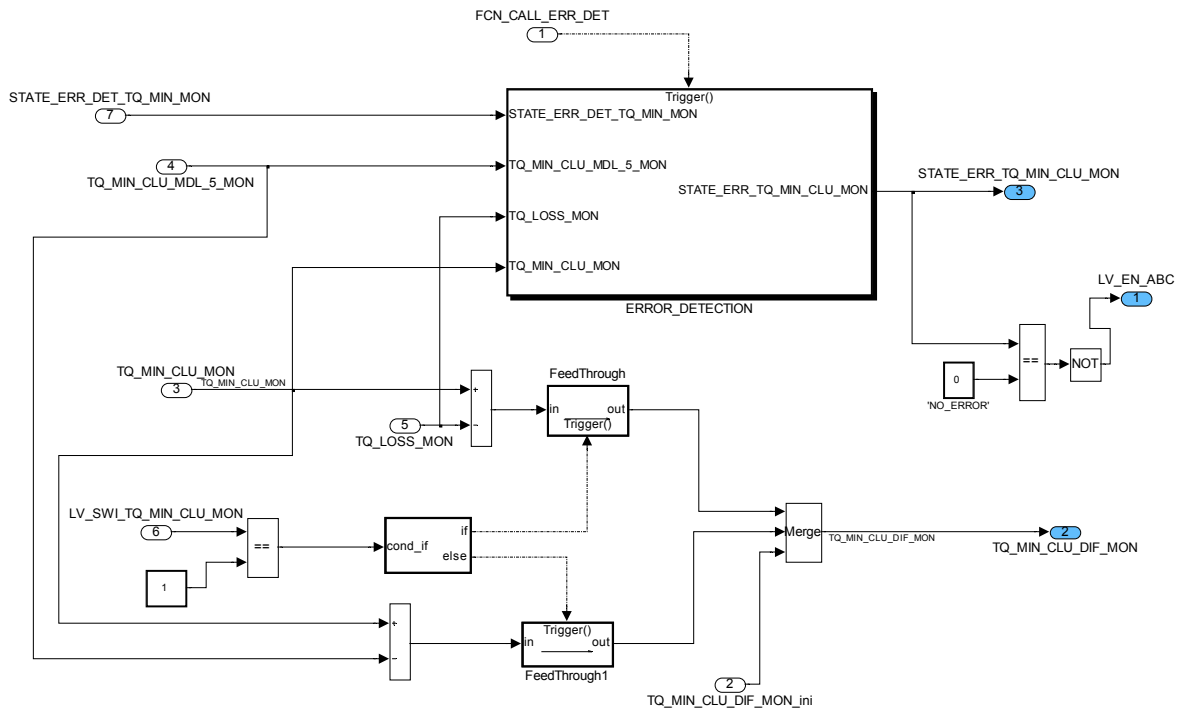 FCN_CALL_ERR_DET
1
STATE_ERR_DET_TQ_MIN_MON
7
Trigger()
STATE_ERR_DET_TQ_MIN_MON
4
TQ_MIN_CLU_MDL_5_MON
TQ_MIN_CLU_MDL_5_MON
STATE_ERR_TQ_MIN_CLU_MON
STATE_ERR_TQ_MIN_CLU_MON
3
TQ_LOSS_MON
TQ_MIN_CLU_MON
ERROR_DETECTION
LV_EN_ABC
1
==
NOT
0
'NO_ERROR'
TQ_MIN_CLU_MON
3
TQ_MIN_CLU_MON
+
-
5
TQ_LOSS_MON
FeedThrough
in
out
Trigger()
LV_SWI_TQ_MIN_CLU_MON
6
==
1
cond_if
if
else
Merge
TQ_MIN_CLU_DIF_MON
2
TQ_MIN_CLU_DIF_MON
+
-
Trigger()
in
out
FeedThrough1
2
TQ_MIN_CLU_DIF_MON_ini